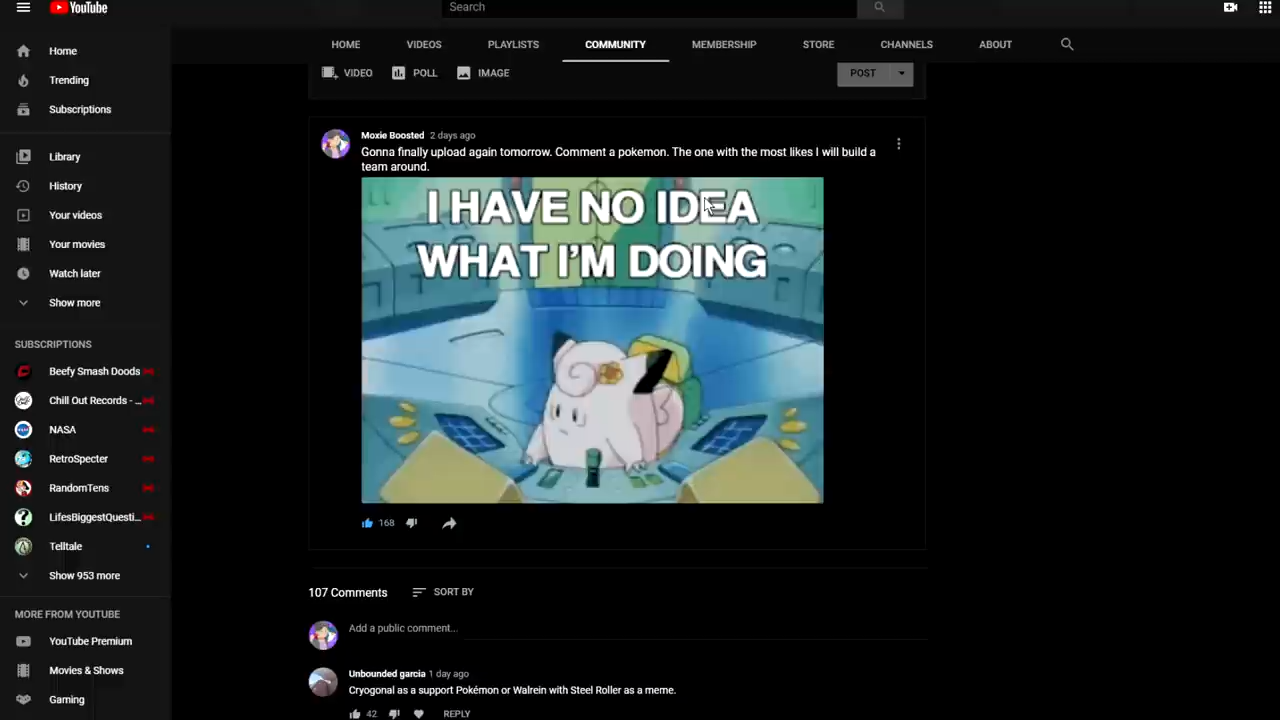 YouTube
Search
HOME VIDEOS PLAYLISTS COMMUNITY MEMBERSHIP STORE CHANNELS ABOUT
Home
Trending
Subscriptions
Library
History
Your videos
Your movies
Watch later
Show more
SUBSCRIPTIONS
Beefy Smash Doods
Chill Out Records - ...
NASA
RetroSpecter
RandomTens
LifesBiggestQuesti...
Telltale
Show 953 more
MORE FROM YOUTUBE
YouTube Premium
Movies & Shows
Gaming
VIDEO POLL IMAGE POST
Moxie Boosted 2 days ago
Gonna finally upload again tomorrow. Comment a pokemon. The one with the most likes I will build a
team around.
I HAVE NO IDEA
WHAT I'M DOING
168
107 Comments SORT BY
Add a public comment...
Unbounded garcia 1 day ago
Cryogonal as a support Pokémon or Walrein with Steel Roller as a meme.
42 REPLY